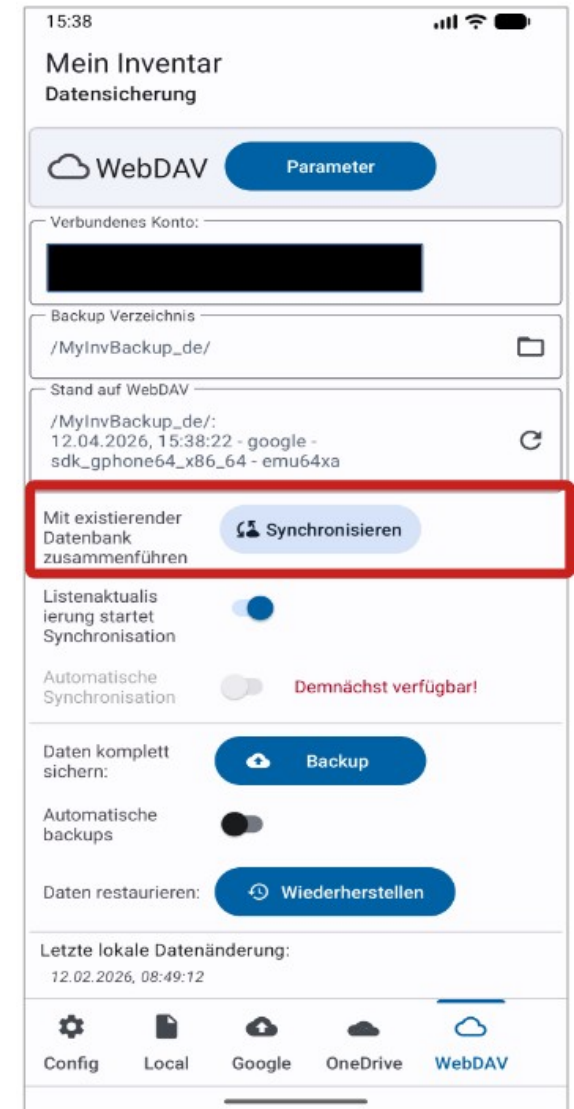 15:38
Mein Inventar
Datensicherung
WebDAV
Parameter
Verbundenes Konto:
Backup Verzeichnis
/MyInvBackup_de/
Stand auf WebDAV
/MyInvBackup_de/:
12.04.2026, 15:38:22 - google -
sdk_gphone64_x86_64 - emu64xa
Mit existierender
Datenbank
zusammenführen
Synchronisieren
Listenaktualis
ierung startet
Synchronisation
Automatische
Synchronisation
Demnächst verfügbar!
Daten komplett
sichern:
Backup
Automatische
backups
Daten restaurieren:
Wiederherstellen
Letzte lokale Datenänderung:
12.02.2026, 08:49:12
Config Local Google OneDrive WebDAV